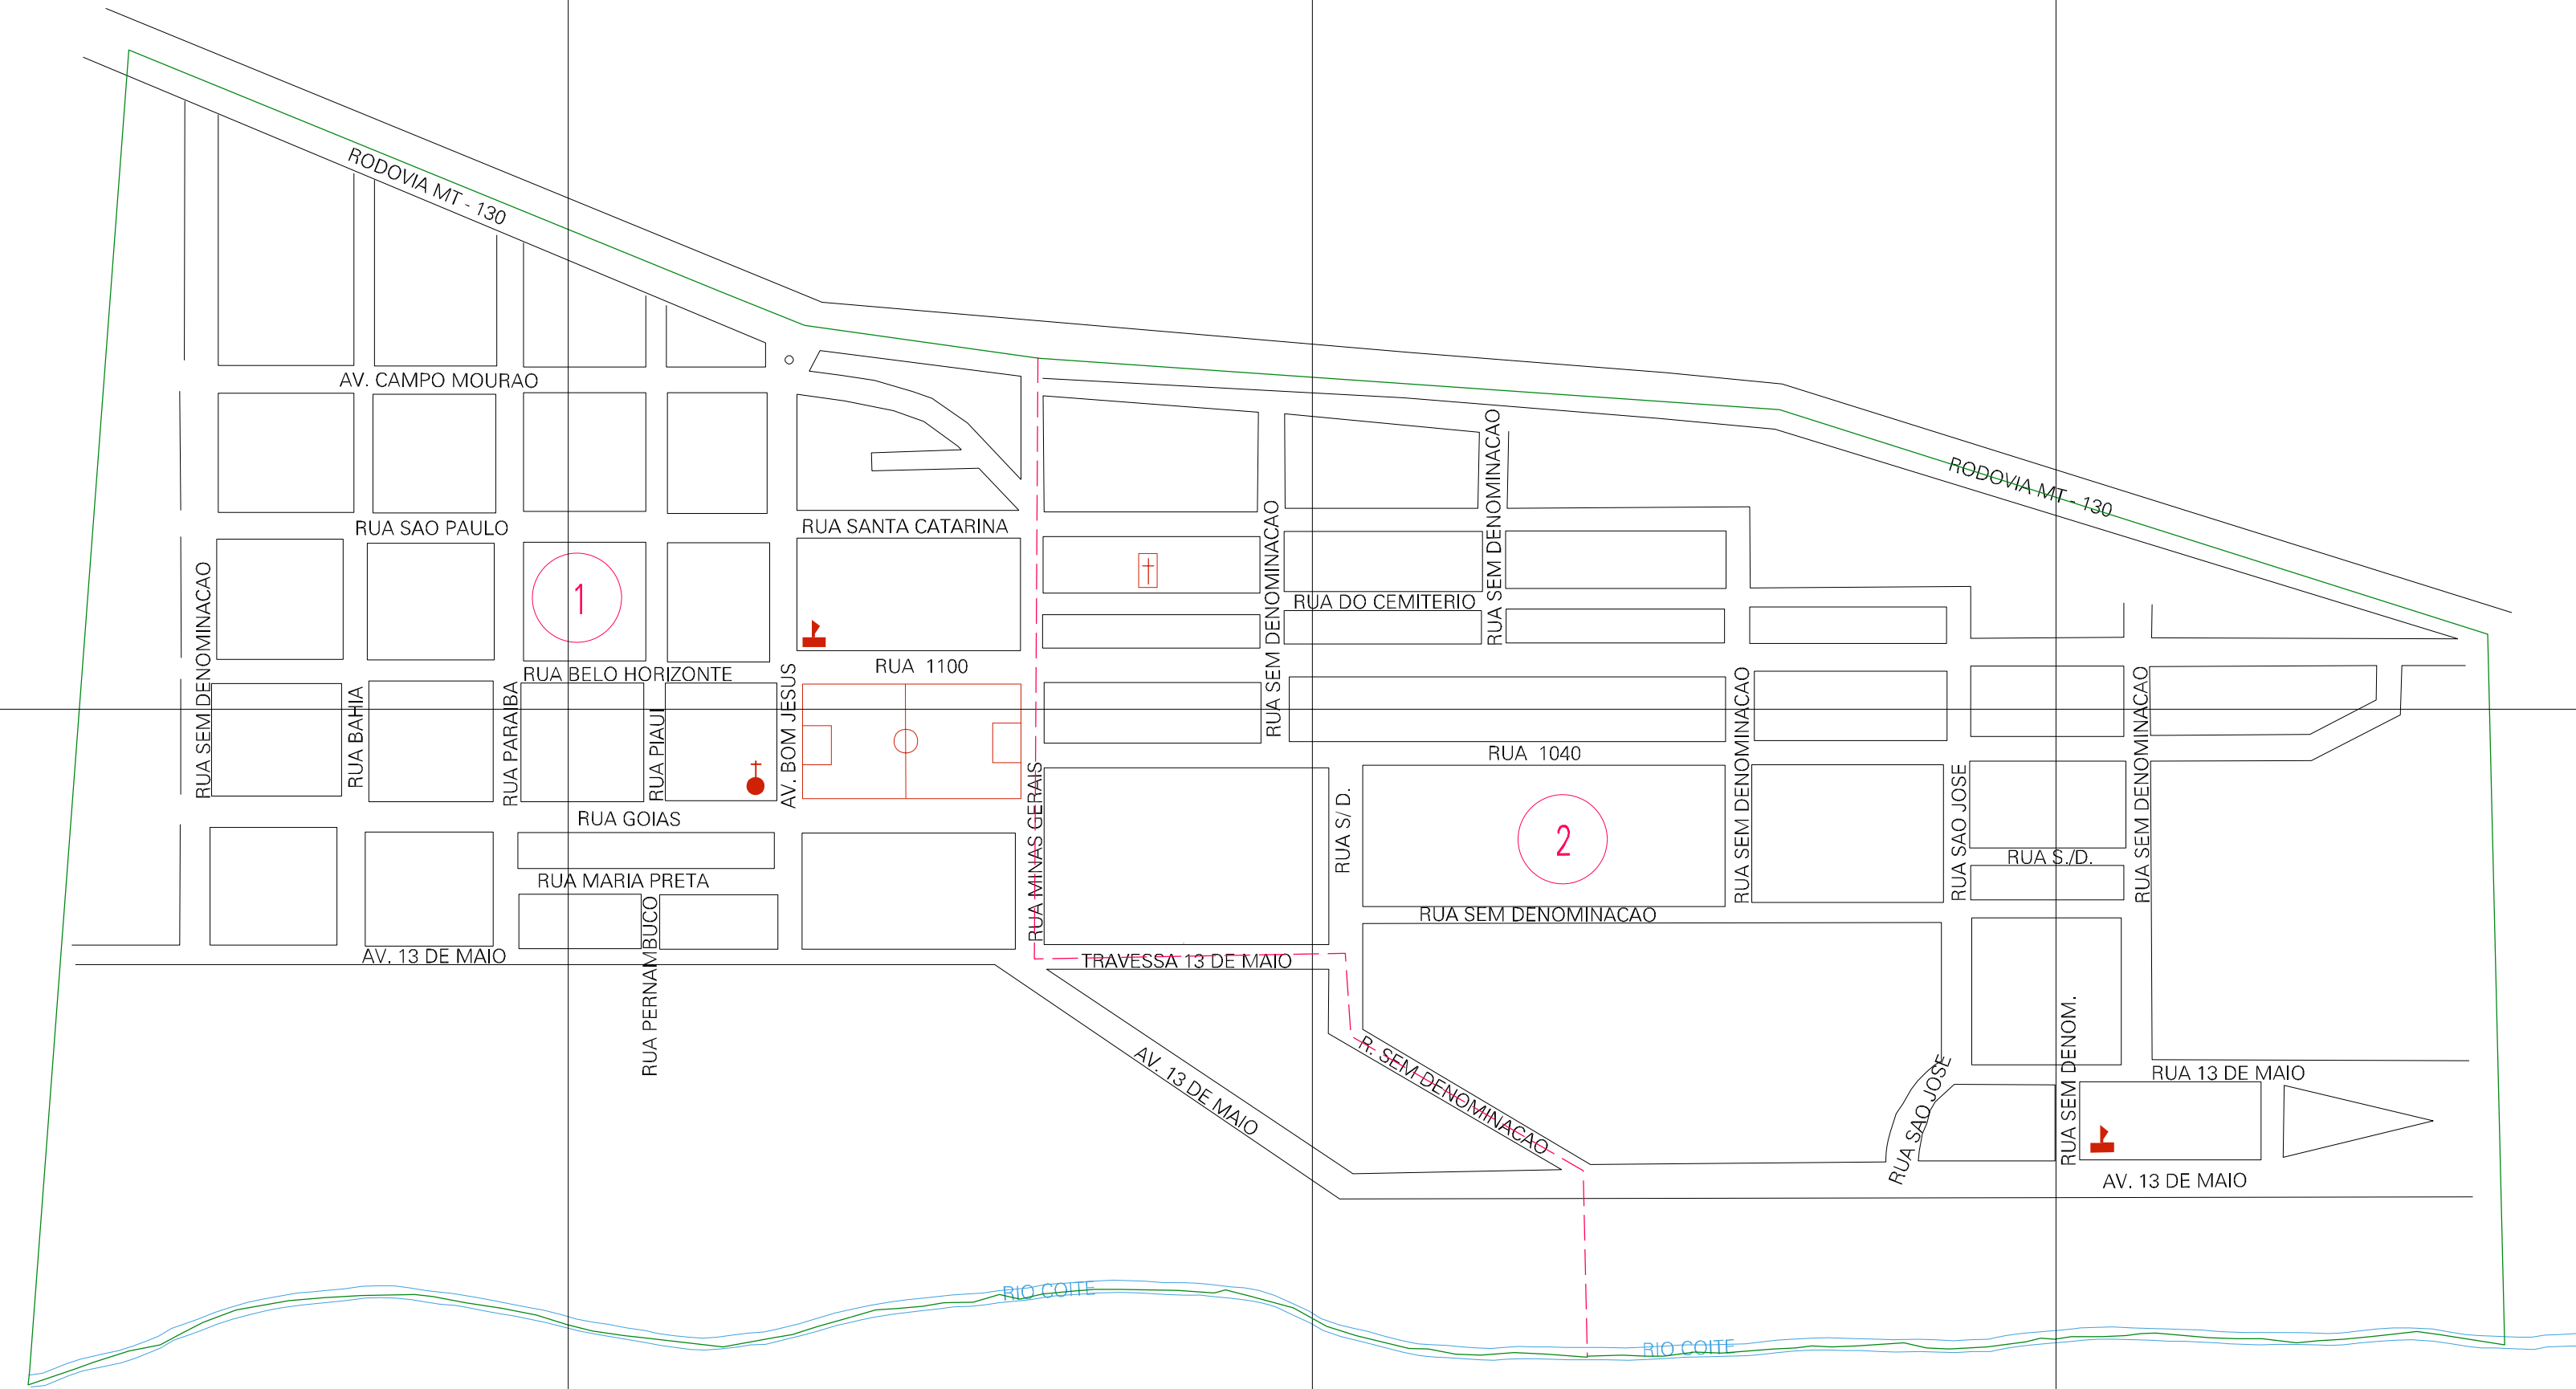 RODOVIA MT - 130
AV. CAMPO MOURAO
RUA SEM DENOMINACAO
RODOVIA MT - 130
RUA SAO PAULO
RUA SANTA CATARINA
RUA SEM DENOMINACAO
RUA SEM DENOMINACAO
1
RUA DO CEMITERIO
RUA BELO HORIZONTE
RUA 1100
RUA BAHIA
RUA PARAIBA
RUA PIAUI
AV. BOM JESUS
RUA SEM DENOMINACAO
RUA SEM DENOMINACAO
RUA 1040
RUA MINAS GERAIS
RUA S/ D.
RUA SAO JOSE
RUA GOIAS
2
RUA S./D.
RUA MARIA PRETA
RUA SEM DENOMINACAO
RUA PERNAMBUCO
AV. 13 DE MAIO
TRAVESSA 13 DE MAIO
AV. 13 DE MAIO
R. SEM DENOMINACAO
RUA SAO JOSE
RUA SEM DENOM.
RUA 13 DE MAIO
AV. 13 DE MAIO
RIO COITE
RIO COITE